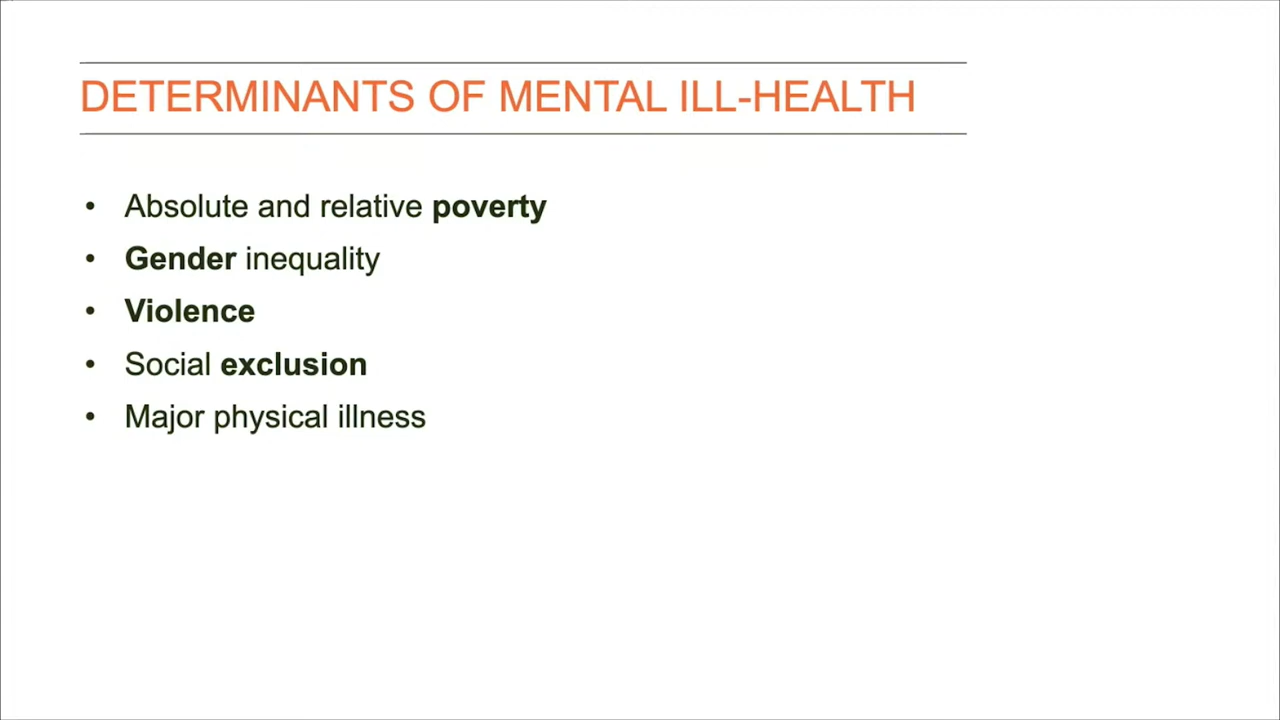 DETERMINANTS OF MENTAL ILL-HEALTH
• Absolute and relative poverty
• Gender inequality
• Violence
• Social exclusion
• Major physical illness